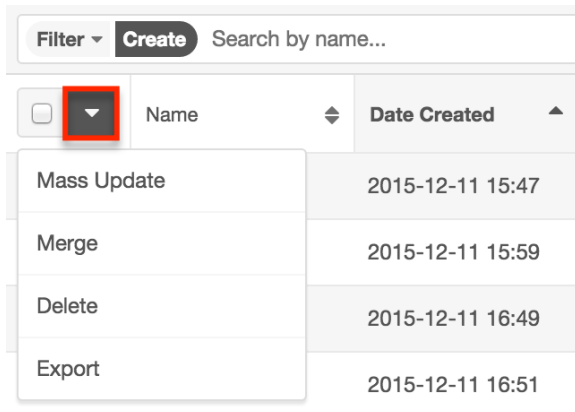 Filter Create Search by name...
Name Date Created
Mass Update 2015-12-11 15:47
Merge 2015-12-11 15:59
Delete 2015-12-11 16:49
Export 2015-12-11 16:51